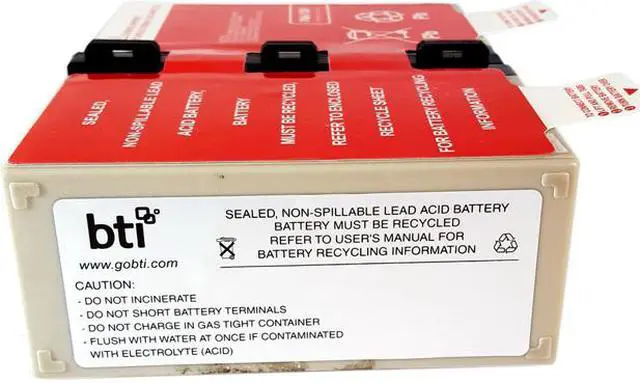 SEALED,
NON-SPILLABLE LEAD
ACID BATTERY,
BATTERY
MUST BE RECYCLED,
REFER TO ENCLOSED
RECYCLE SHEET
FOR BATTERY RECYCLING
INFORMATION
Pb
Pb
bti
www.gobti.com
SEALED, NON-SPILLABLE LEAD ACID BATTERY
BATTERY MUST BE RECYCLED
REFER TO USER'S MANUAL FOR
BATTERY RECYCLING INFORMATION
CAUTION:
- DO NOT INCINERATE
- DO NOT SHORT BATTERY TERMINALS
- DO NOT CHARGE IN GAS TIGHT CONTAINER
- FLUSH WITH WATER AT ONCE IF CONTAMINATED
WITH ELECTROLYTE (ACID)